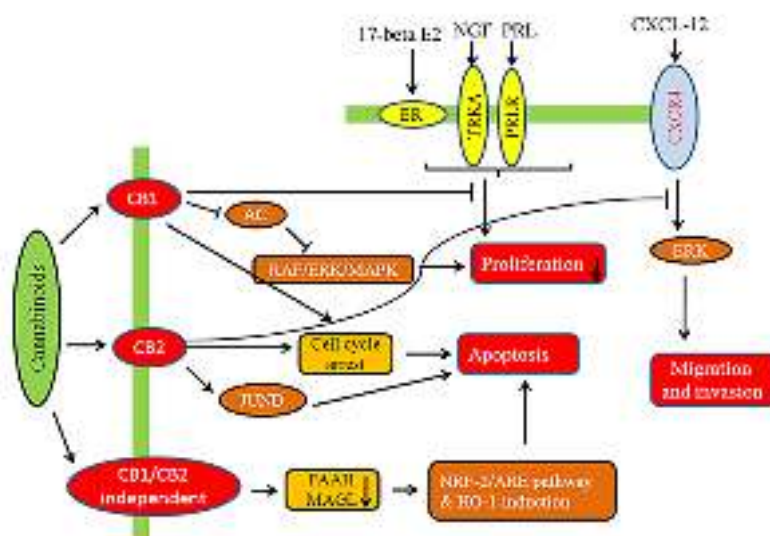 17-beta E2
NGF
PRL
CXCL-12
ER
TRKA
PRLR
CXCR4
CB1
AC
RAF/ERK/MAPK
Proliferation
ERK
Cannabinoids
CB2
Cell cycle
arrest
Apoptosis
JUND
Migration
and invasion
CB1/CB2
independent
FAAH
MAGL
NRF-2/ARE pathway
& HO-1 induction